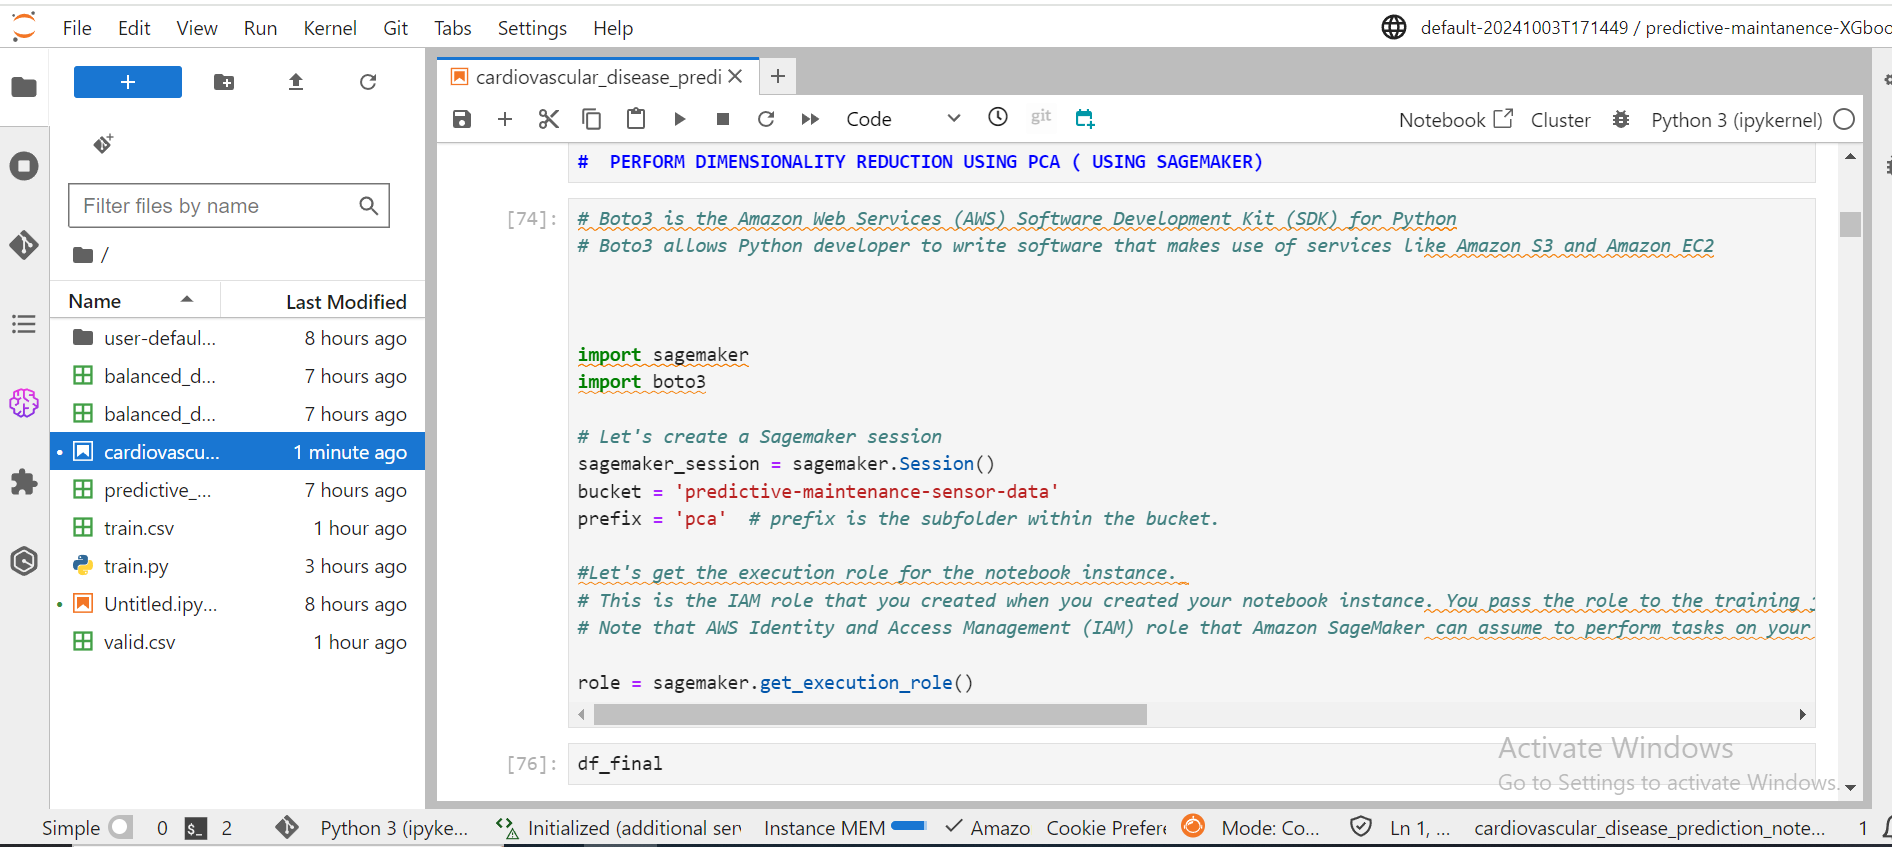 File Edit View Run Kernel Git Tabs Settings Help
default-20241003T171449 / predictive-maintanence-XGboo
Filter files by name
/
Name Last Modified
user-defaul... 8 hours ago
balanced_d... 7 hours ago
balanced_d... 7 hours ago
cardiovascu... 1 minute ago
predictive_... 7 hours ago
train.csv 1 hour ago
train.py 3 hours ago
Untitled.ipy... 8 hours ago
valid.csv 1 hour ago
cardiovascular_disease_predi
Code git Notebook Cluster Python 3 (ipykernel)
# PERFORM DIMENSIONALITY REDUCTION USING PCA ( USING SAGEMAKER)
[74]:
# Boto3 is the Amazon Web Services (AWS) Software Development Kit (SDK) for Python
# Boto3 allows Python developer to write software that makes use of services like Amazon S3 and Amazon EC2
import sagemaker
import boto3
# Let's create a Sagemaker session
sagemaker_session = sagemaker.Session()
bucket = 'predictive-maintenance-sensor-data'
prefix = 'pca' # prefix is the subfolder within the bucket.
#Let's get the execution role for the notebook instance.
# This is the IAM role that you created when you created your notebook instance. You pass the role to the training
# Note that AWS Identity and Access Management (IAM) role that Amazon SageMaker can assume to perform tasks on your
role = sagemaker.get_execution_role()
[76]:
df_final
Activate Windows
Go to Settings to activate Windows.
Simple 0 $_ 2 Python 3 (ipyke... Initialized (additional ser Instance MEM Amazo Cookie Prefer Mode: Co... Ln 1, ... cardiovascular_disease_prediction_note... 1